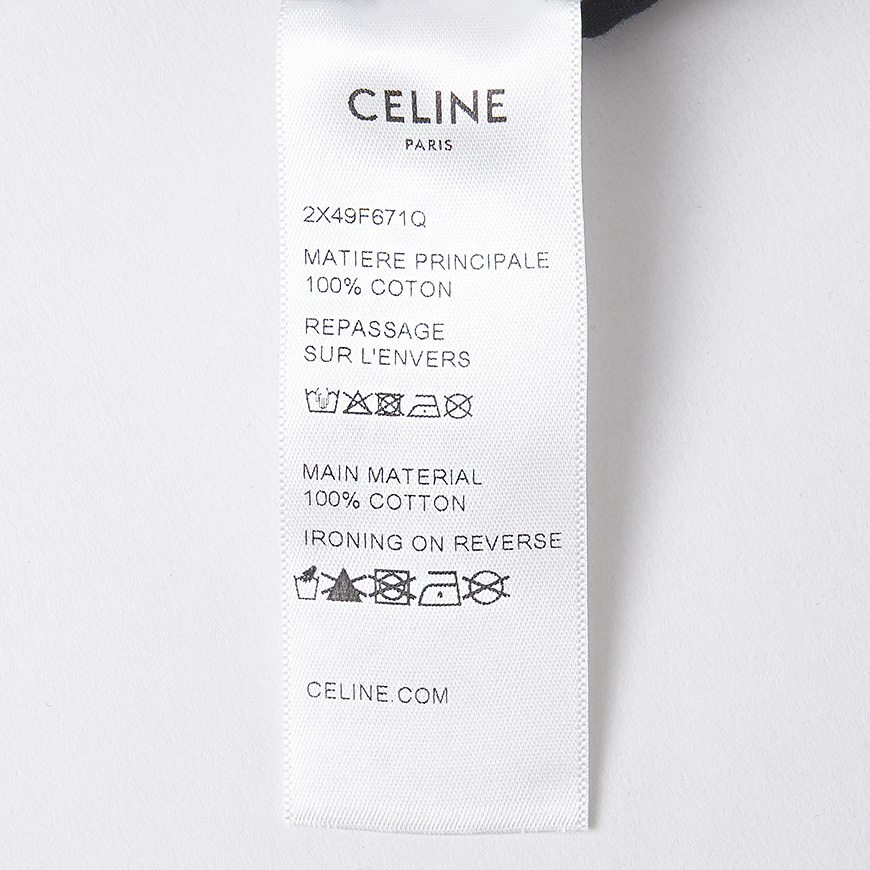 CELINE
PARIS
2X49F671Q
MATIERE PRINCIPALE
100% COTON
REPASSAGE
SUR L'ENVERS
MAIN MATERIAL
100% COTTON
IRONING ON REVERSE
CELINE.COM